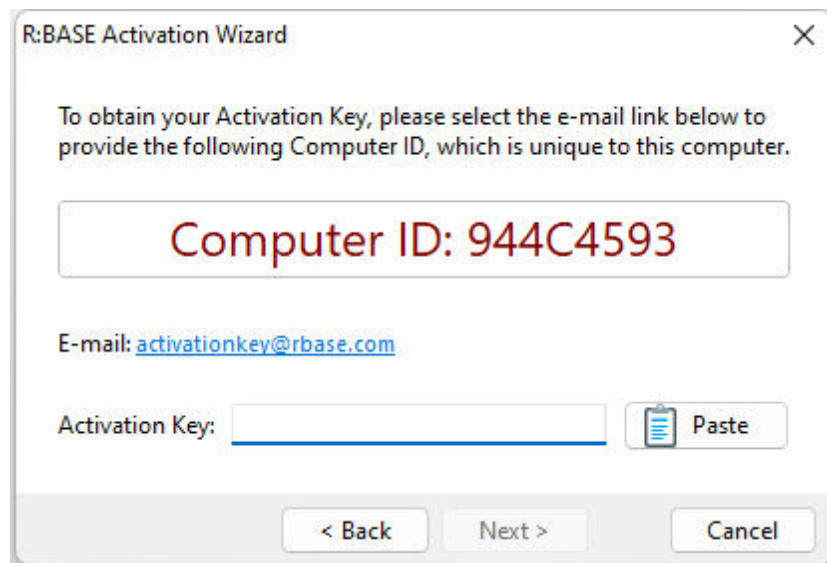 R:BASE Activation Wizard
To obtain your Activation Key, please select the e-mail link below to
provide the following Computer ID, which is unique to this computer.
Computer ID: 944C4593
E-mail: activationkey@rbase.com
Activation Key:
Paste
< Back
Next >
Cancel